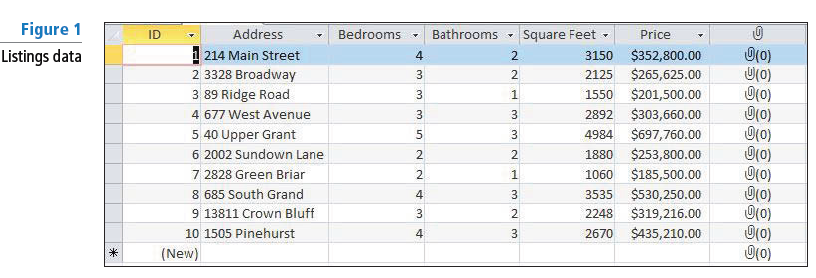 Figure 1
Listings data
ID Address Bedrooms Bathrooms Square Feet Price
1 214 Main Street 4 2 3150 $352,800.00 (0)
2 3328 Broadway 3 2 2125 $265,625.00 (0)
3 89 Ridge Road 3 1 1550 $201,500.00 (0)
4 677 West Avenue 3 3 2892 $303,660.00 (0)
5 40 Upper Grant 5 3 4984 $697,760.00 (0)
6 2002 Sundown Lane 2 2 1880 $253,800.00 (0)
7 2828 Green Briar 2 1 1060 $185,500.00 (0)
8 685 South Grand 4 3 3535 $530,250.00 (0)
9 13811 Crown Bluff 3 2 2248 $319,216.00 (0)
10 1505 Pinehurst 4 3 2670 $435,210.00 (0)
* (New) (0)